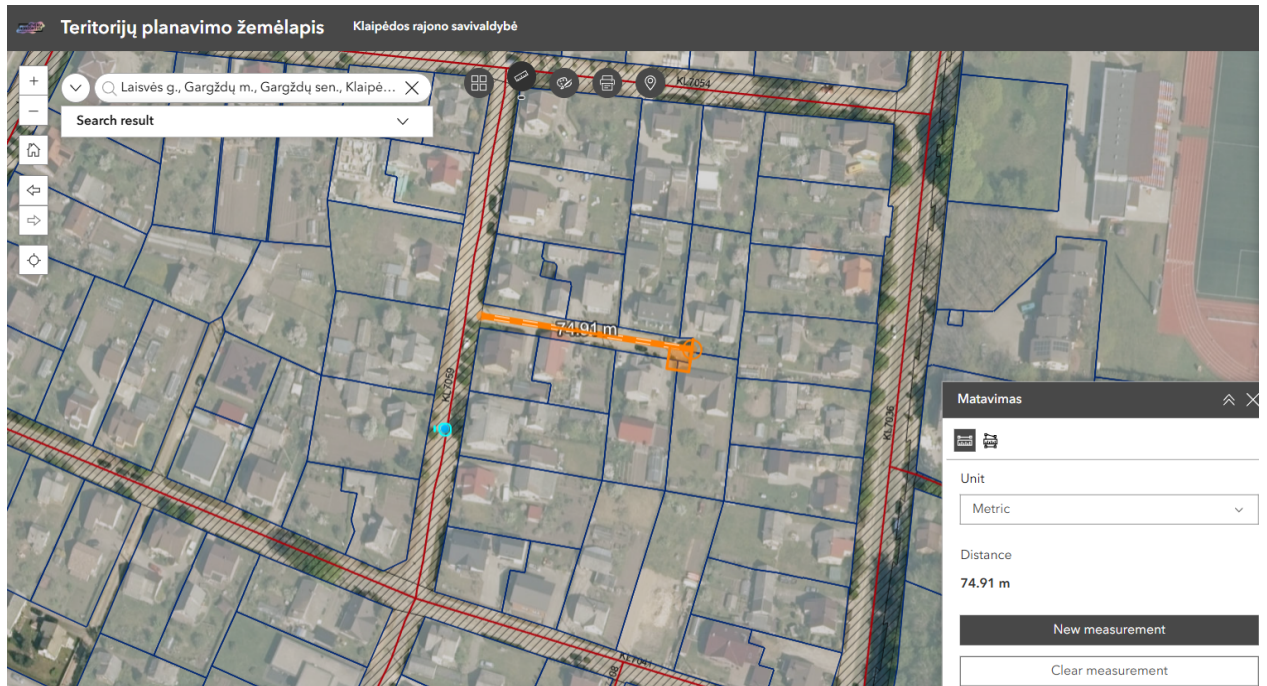 Teritorijų planavimo žemėlapis
Klaipėdos rajono savivaldybė
Laisvės g., Gargždų m., Gargždų sen., Klaipė...
Search result
KL7054
74.91 m
KL7059
KL7036
KL7041
Matavimas
Unit
Metric
Distance
74.91 m
New measurement
Clear measurement